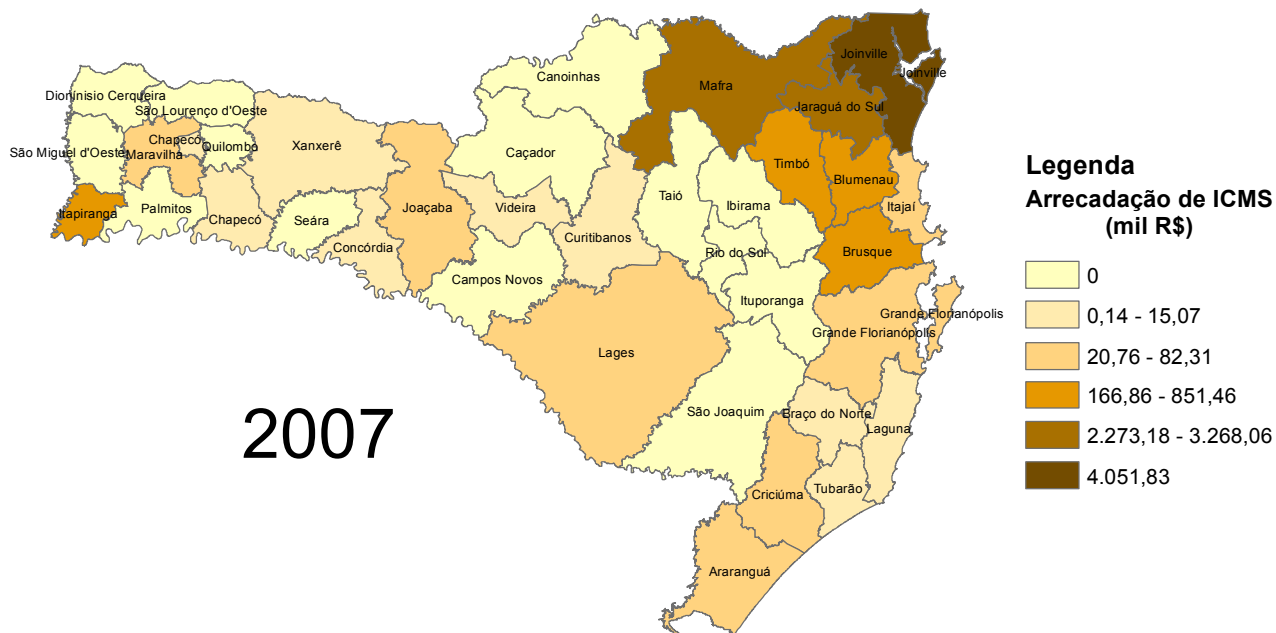 Joinville
Canoinhas
Mafra
Joinville
Dionísio Cerqueira
São Lourenço d'Oeste
Jaraguá do Sul
Chapecó
São Miguel d'Oeste
Maravilha
Quilombo
Xanxerê
Caçador
Timbó
Blumenau
Itapiranga
Palmitos
Chapecó
Seára
Joaçaba
Videira
Taió
Ibirama
Itajaí
Concórdia
Curitibanos
Rio do Sul
Brusque
Campos Novos
Ituporanga
Grande Florianópolis
Grande Florianópolis
Lages
São Joaquim
Braço do Norte
Laguna
Tubarão
Criciúma
Araranguá
2007
Legenda
Arrecadação de ICMS
(mil R$)
0
0,14 - 15,07
20,76 - 82,31
166,86 - 851,46
2.273,18 - 3.268,06
4.051,83